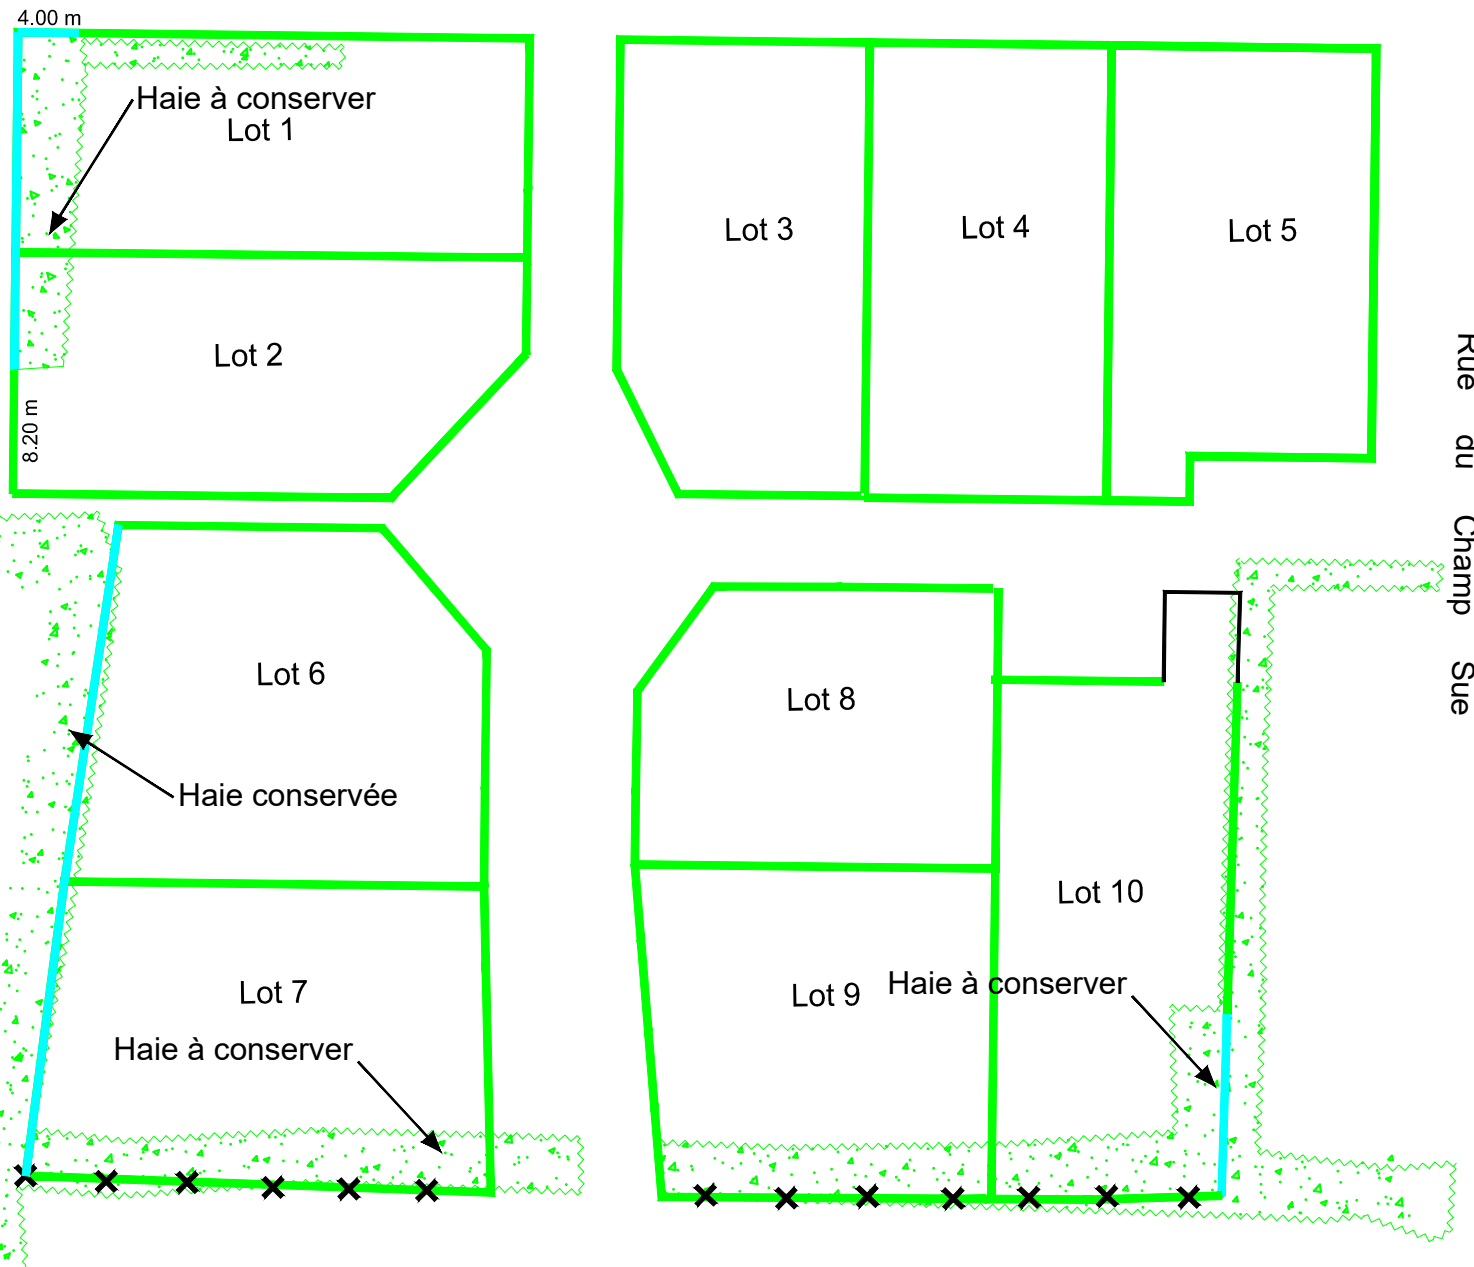 4.00 m
Haie à conserver
Lot 1
Lot 3
Lot 4
Lot 5
Lot 2
8.20 m
Rue du Champ Sue
Lot 6
Lot 8
Haie conservée
Lot 10
Lot 7
Lot 9
Haie à conserver
Haie à conserver